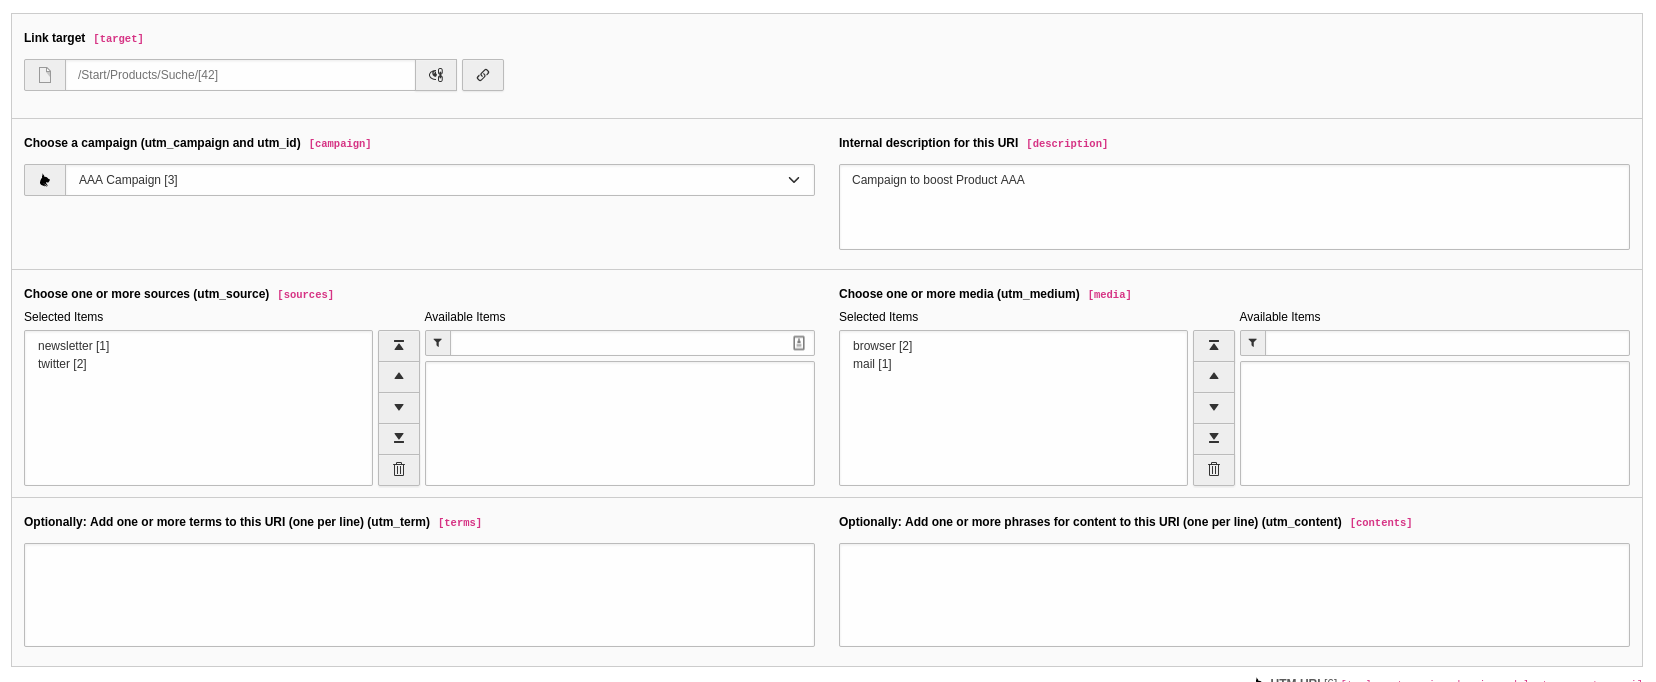 Link target [target]
/Start/Products/Suche/[42]
Choose a campaign (utm_campaign and utm_id) [campaign]
AAA Campaign [3]
Internal description for this URI [description]
Campaign to boost Product AAA
Choose one or more sources (utm_source) [sources]
Selected Items
Available Items
newsletter [1]
twitter [2]
Choose one or more media (utm_medium) [media]
Selected Items
Available Items
browser [2]
mail [1]
Optionally: Add one or more terms to this URI (one per line) (utm_term) [terms]
Optionally: Add one or more phrases for content to this URI (one per line) (utm_content) [contents]
UTM URI [6]